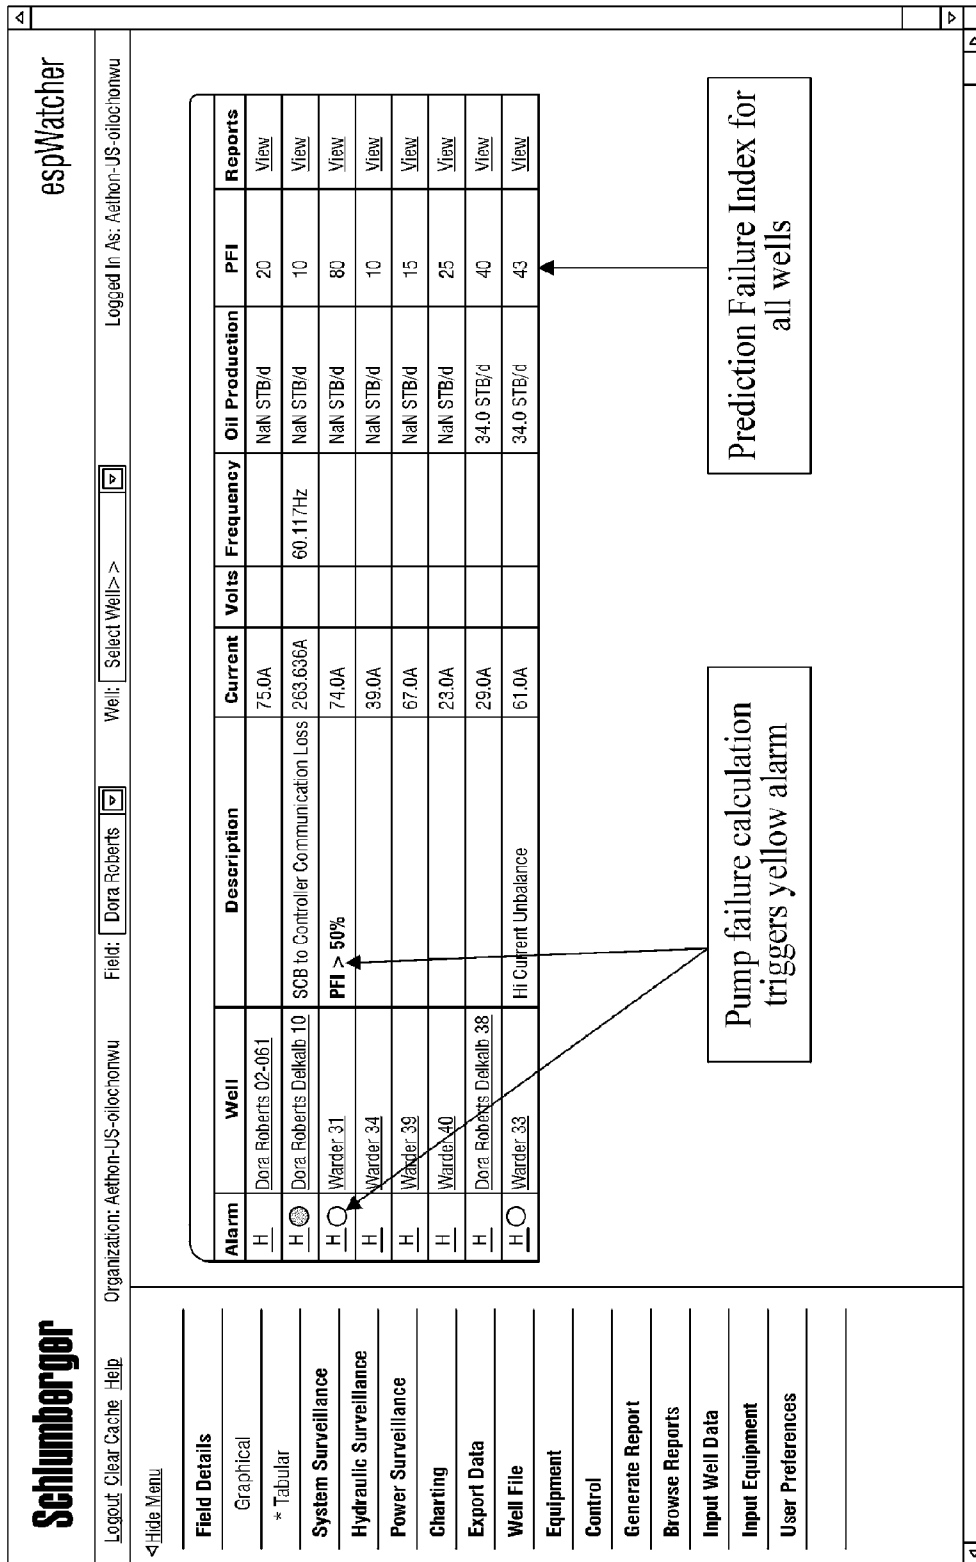 Schlumberger
espWatcher
Logout Clear Cache Help Organization: Aethon-US-oilochonwu Field: Dora Roberts Well: Select Well> > Logged In As: Aethon-US-oilochonwu
Hide Menu
Field Details
Graphical
* Tabular
System Surveillance
Hydraulic Surveillance
Power Surveillance
Charting
Export Data
Well File
Equipment
Control
Generate Report
Browse Reports
Input Well Data
Input Equipment
User Preferences
Alarm Well Description Current Volts Frequency Oil Production PFI Reports
H Dora Roberts 02-061 75.0A NaN STB/d 20 View
H Dora Roberts Delkalb 10 SCB to Controller Communication Loss 263.636A 60.117Hz NaN STB/d 10 View
H Warder 31 PFI > 50% 74.0A NaN STB/d 80 View
H Warder 34 39.0A NaN STB/d 10 View
H Warder 39 67.0A NaN STB/d 15 View
H Warder 40 23.0A NaN STB/d 25 View
H Dora Roberts Delkalb 38 29.0A 34.0 STB/d 40 View
H Warder 33 Hi Current Unbalance 61.0A 34.0 STB/d 43 View
Pump failure calculation
triggers yellow alarm
Prediction Failure Index for
all wells